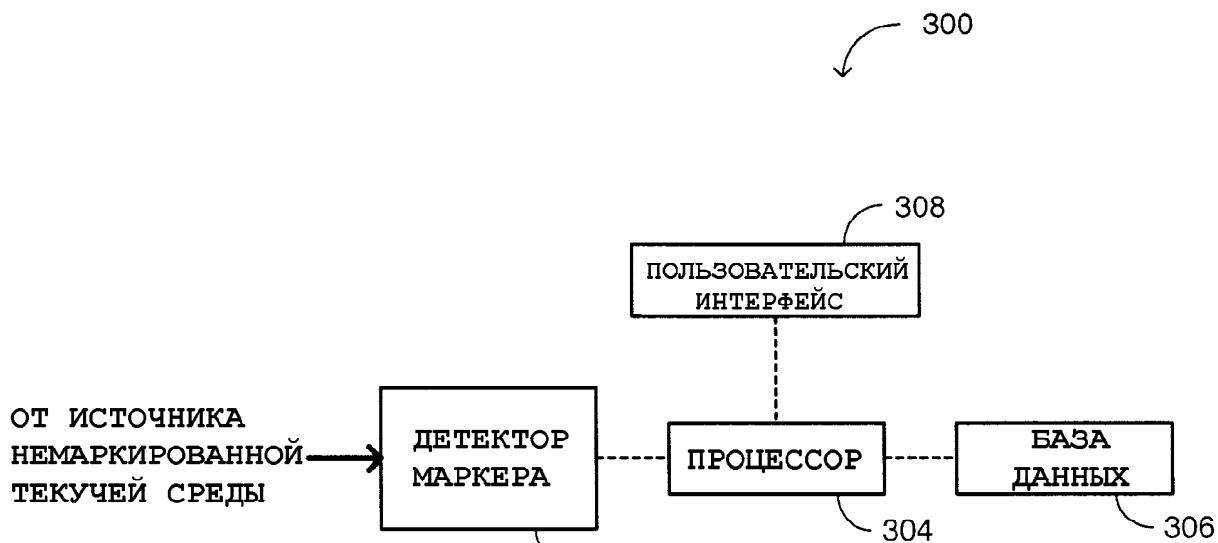 300
308
ПОЛЬЗОВАТЕЛЬСКИЙ
ИНТЕРФЕЙС
ОТ ИСТОЧНИКА
НЕМАРКИРОВАННОЙ
ТЕКУЧЕЙ СРЕДЫ
ДЕТЕКТОР
МАРКЕРА
ПРОЦЕССОР
БАЗА
ДАННЫХ
304
306